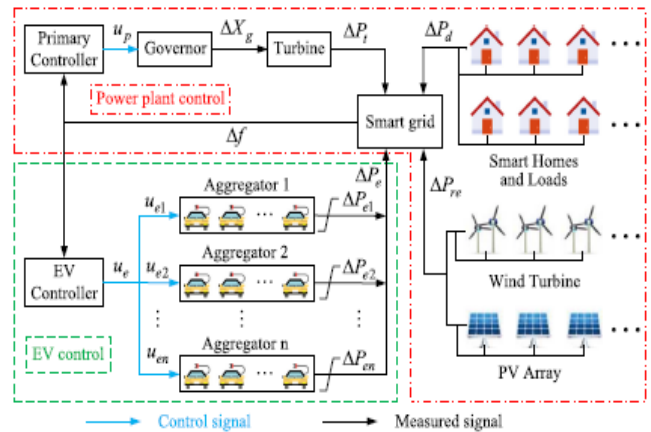 Primary
Controller
u_p
Governor
ΔX_g
Turbine
ΔP_t
ΔP_d
Power plant control
Smart grid
Δf
Smart Homes
and Loads
ΔP_e
ΔP_re
Aggregator 1
u_e1
ΔP_e1
EV
Controller
u_e
u_e2
Aggregator 2
ΔP_e2
Wind Turbine
EV control
Aggregator n
u_en
ΔP_en
PV Array
Control signal
Measured signal